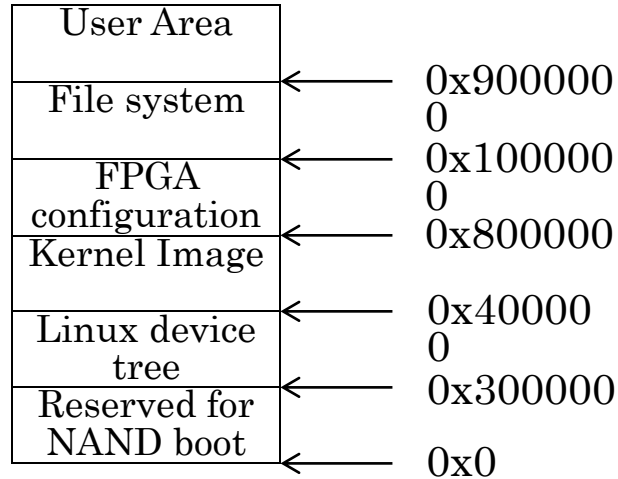 User Area
0x900000
0
File system
0x100000
0
FPGA
configuration
0x800000
Kernel Image
0x40000
0
Linux device
tree
0x300000
Reserved for
NAND boot
0x0